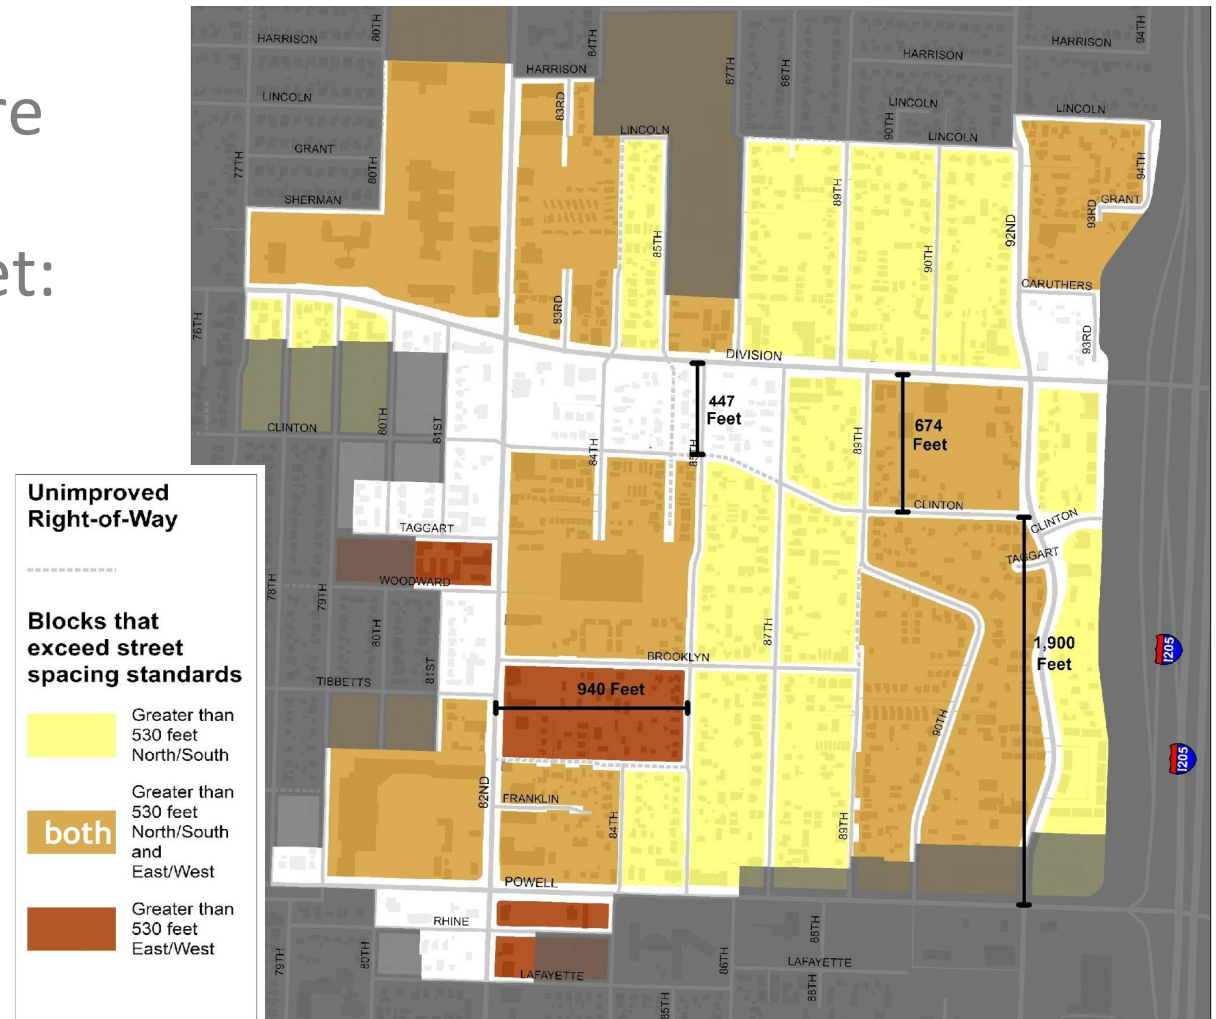 re
et:
HARRISON
80TH
84TH
HARRISON
87TH
88TH
HARRISON
HARRISON
94TH
LINCOLN
83RD
LINCOLN
LINCOLN
90TH
LINCOLN
LINCOLN
GRANT
77TH
80TH
SHERMAN
89TH
94TH
GRANT
93RD
85TH
90TH
92ND
CARUTHERS
76TH
83RD
93RD
DIVISION
447
Feet
674
Feet
CLINTON
80TH
81ST
84TH
89TH
CLINTON
CLINTON
TAGGART
TAGGART
WOODWARD
78TH
79TH
80TH
81ST
TIBBETTS
BROOKLYN
87TH
1,900
Feet
940 Feet
90TH
82ND
FRANKLIN
84TH
89TH
POWELL
RHINE
LAFAYETTE
LAFAYETTE
79TH
80TH
86TH
88TH
88TH
85TH
I205
I205
Unimproved
Right-of-Way
Blocks that
exceed street
spacing standards
Greater than
530 feet
North/South
both
Greater than
530 feet
North/South
and
East/West
Greater than
530 feet
East/West